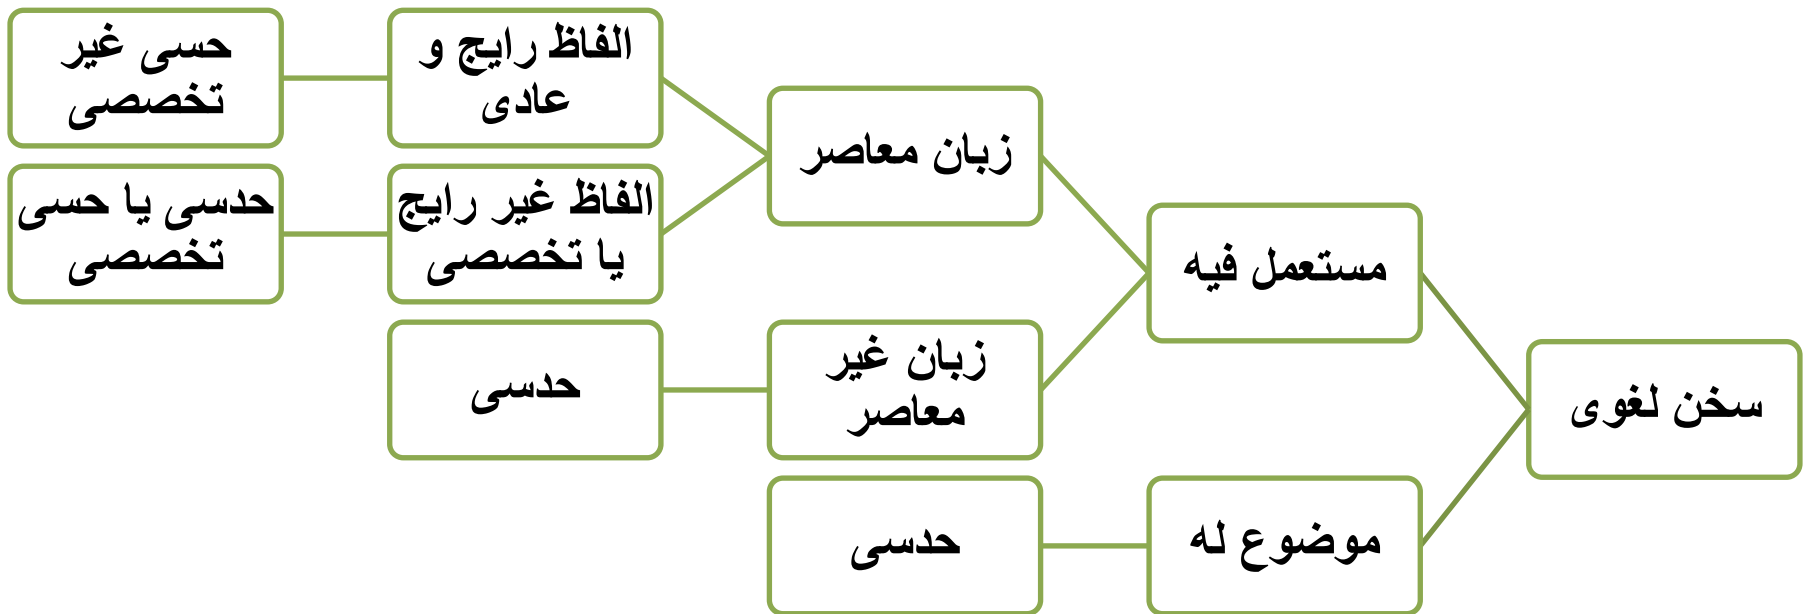 سخن لغوی
مستعمل فیه
زبان معاصر
الفاظ رایج و
عادی
حسی غیر
تخصصی
الفاظ غیر رایج
یا تخصصی
حدسی یا حسی
تخصصی
زبان غیر
معاصر
حدسی
موضوع له
حدسی